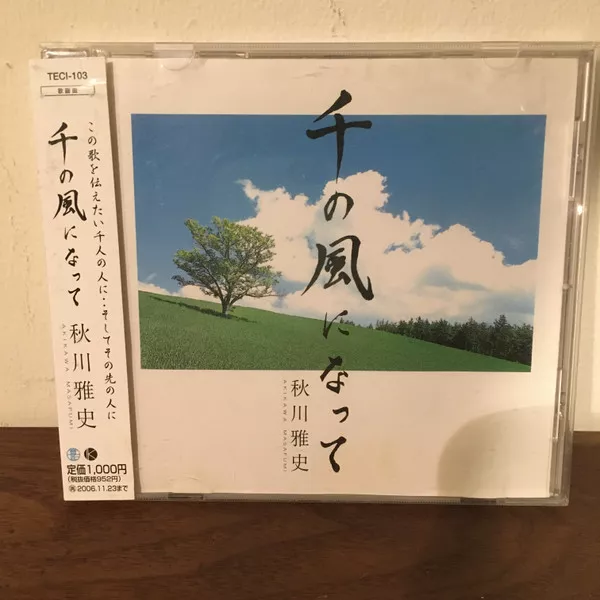 TECI-103
歌詞面
この歌を伝えたい千人の人に・・そしてその先の人に
千の風になって
秋川雅史
AKIKAWA MASAFUMI
K
定価1,000円
(税抜価格952円)
2006.11.23まで
千の風になって
秋川雅史
AKIKAWA MASAFUMI